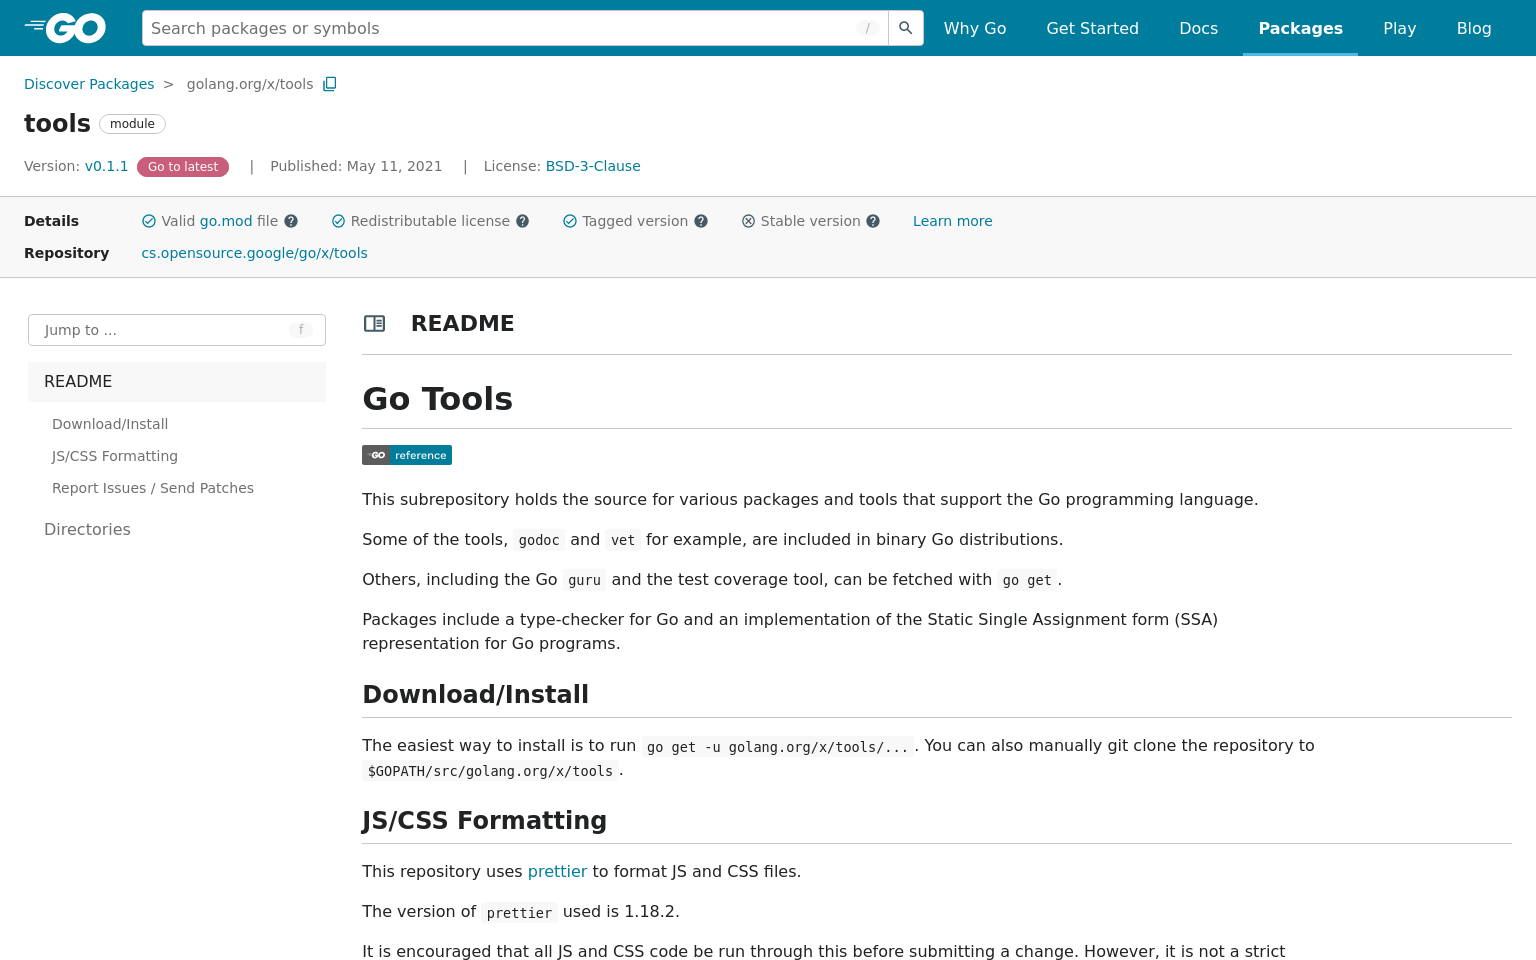 GO
Search packages or symbols /
Why Go Get Started Docs Packages Play Blog
Discover Packages > golang.org/x/tools
tools module
Version: v0.1.1 Go to latest | Published: May 11, 2021 | License: BSD-3-Clause
Details Valid go.mod file Redistributable license Tagged version Stable version Learn more
Repository cs.opensource.google/go/x/tools
Jump to ... f
README
Download/Install
JS/CSS Formatting
Report Issues / Send Patches
Directories
README
Go Tools
GO reference
This subrepository holds the source for various packages and tools that support the Go programming language.
Some of the tools, godoc and vet for example, are included in binary Go distributions.
Others, including the Go guru and the test coverage tool, can be fetched with go get.
Packages include a type-checker for Go and an implementation of the Static Single Assignment form (SSA)
representation for Go programs.
Download/Install
The easiest way to install is to run go get -u golang.org/x/tools/.... You can also manually git clone the repository to
$GOPATH/src/golang.org/x/tools.
JS/CSS Formatting
This repository uses prettier to format JS and CSS files.
The version of prettier used is 1.18.2.
It is encouraged that all JS and CSS code be run through this before submitting a change. However, it is not a strict